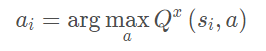 a_i = arg max_a Q^x (s_i, a)